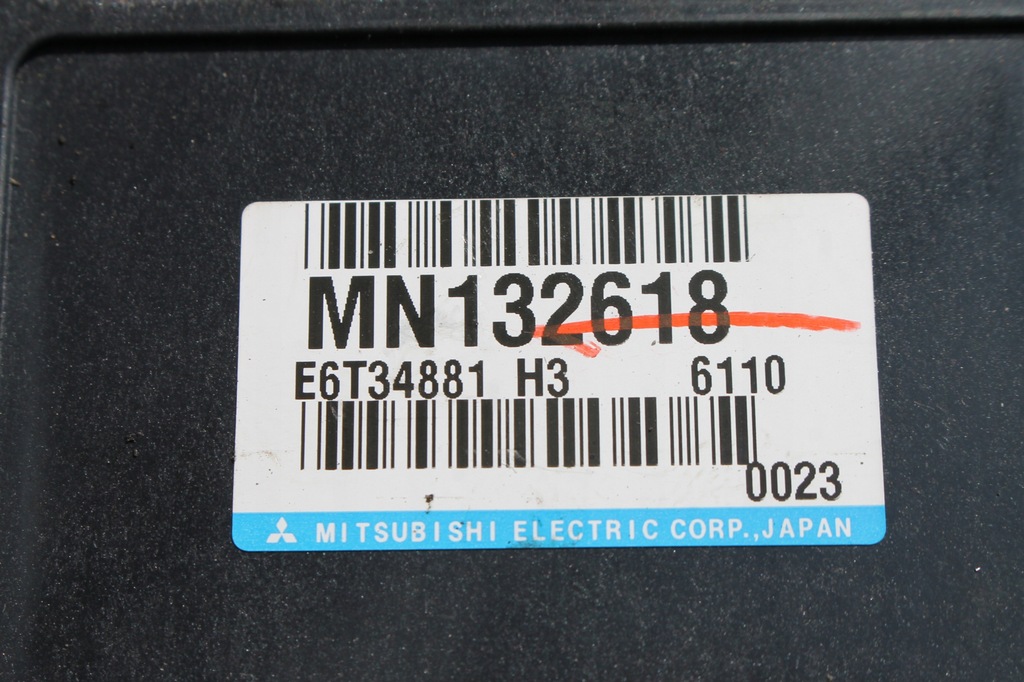 MN132618
E6T34881 H3 6110
0023
MITSUBISHI ELECTRIC CORP.,JAPAN